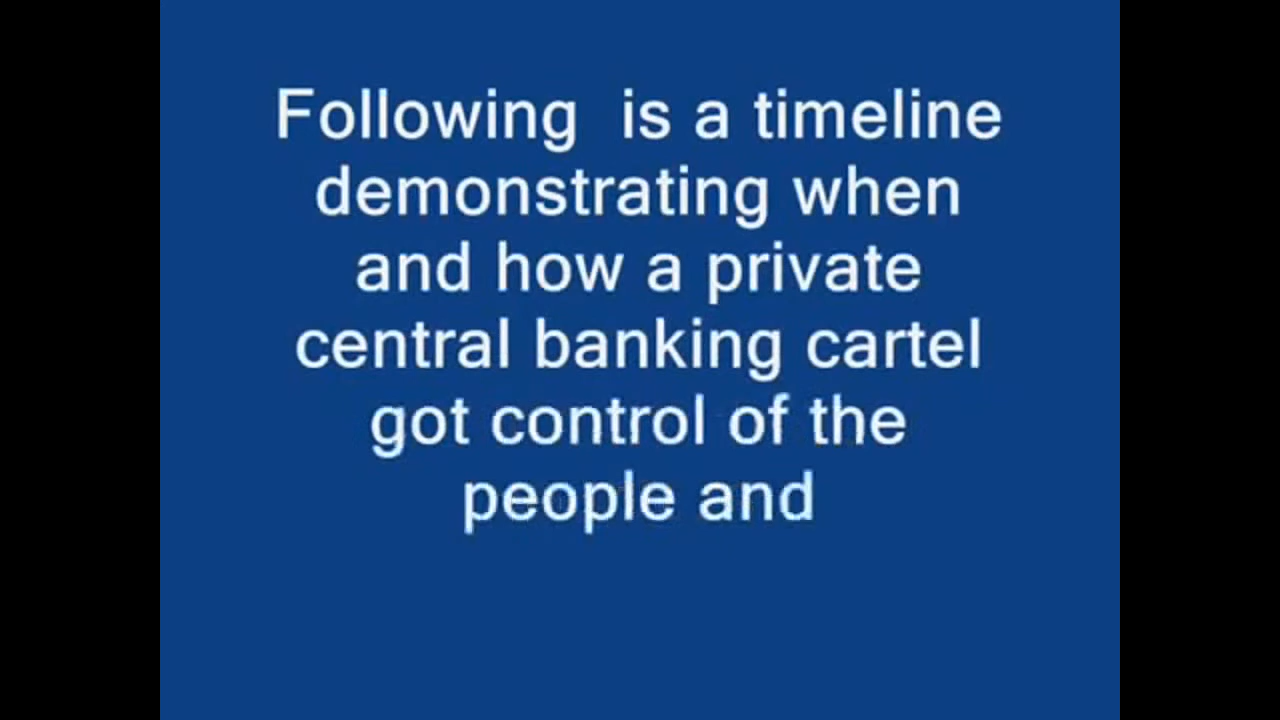 Following  is a timeline
demonstrating when
and how a private
central banking cartel
got control of the
people and